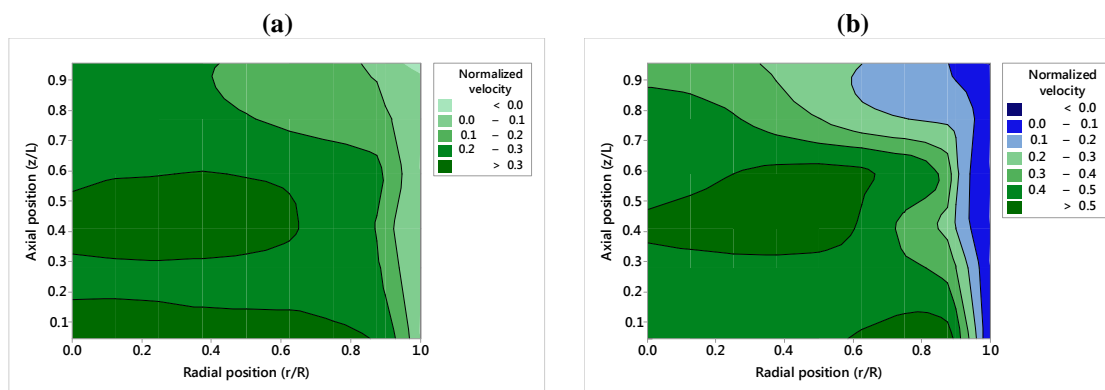 (a)
Normalized
velocity
< 0.0
0.0 – 0.1
0.1 – 0.2
0.2 – 0.3
> 0.3
0.9
0.8
0.7
0.6
0.5
0.4
0.3
0.2
0.1
Axial position (z/L)
0.0 0.2 0.4 0.6 0.8 1.0
Radial position (r/R)
(b)
Normalized
velocity
< 0.0
0.0 – 0.1
0.1 – 0.2
0.2 – 0.3
0.3 – 0.4
0.4 – 0.5
> 0.5
0.9
0.8
0.7
0.6
0.5
0.4
0.3
0.2
0.1
Axial position (z/L)
0.0 0.2 0.4 0.6 0.8 1.0
Radial position (r/R)